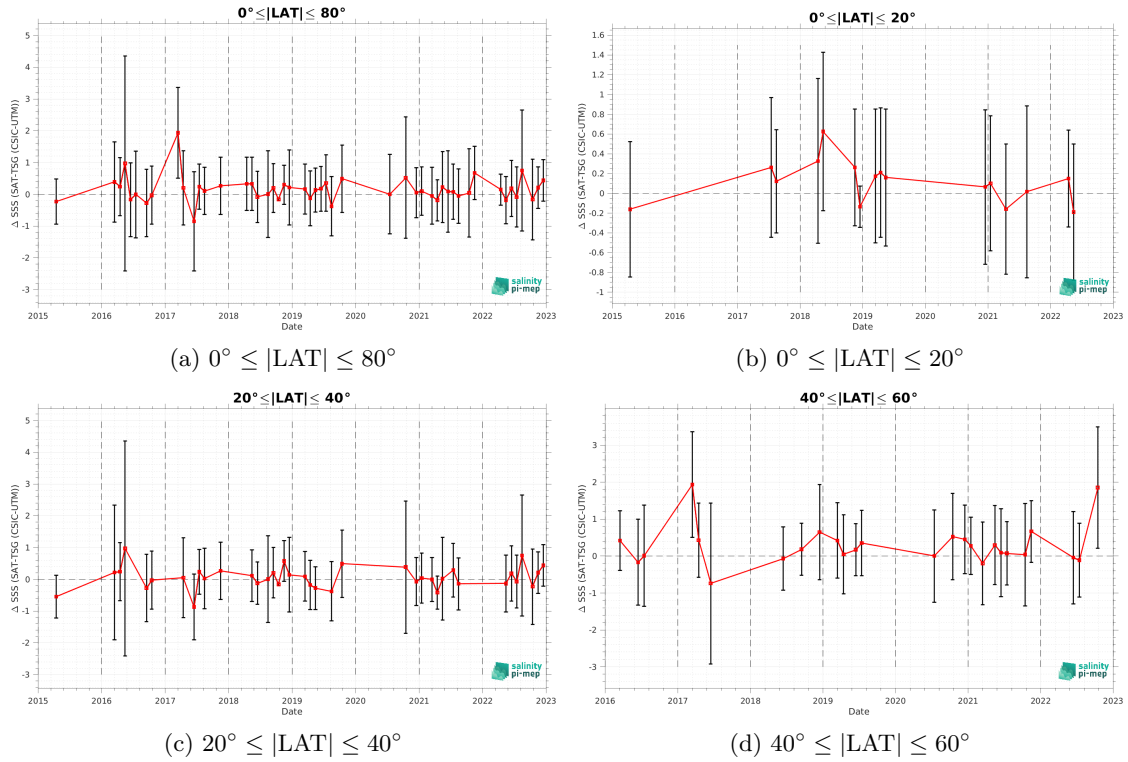 0°≤|LAT|≤ 80°
Δ SSS (SAT-TSG (CSIC-UTM))
5
4
3
2
1
0
-1
-2
-3
2015 2016 2017 2018 2019 2020 2021 2022 2023
Date
salinity
pi-mep
(a) 0° ≤ |LAT| ≤ 80°
0°≤|LAT|≤ 20°
Δ SSS (SAT-TSG (CSIC-UTM))
1.6
1.4
1.2
1
0.8
0.6
0.4
0.2
0
-0.2
-0.4
-0.6
-0.8
-1
2015 2016 2017 2018 2019 2020 2021 2022 2023
Date
salinity
pi-mep
(b) 0° ≤ |LAT| ≤ 20°
20°≤|LAT|≤ 40°
Δ SSS (SAT-TSG (CSIC-UTM))
5
4
3
2
1
0
-1
-2
-3
2015 2016 2017 2018 2019 2020 2021 2022 2023
Date
salinity
pi-mep
(c) 20° ≤ |LAT| ≤ 40°
40°≤|LAT|≤ 60°
Δ SSS (SAT-TSG (CSIC-UTM))
3
2
1
0
-1
-2
-3
2016 2017 2018 2019 2020 2021 2022 2023
Date
salinity
pi-mep
(d) 40° ≤ |LAT| ≤ 60°